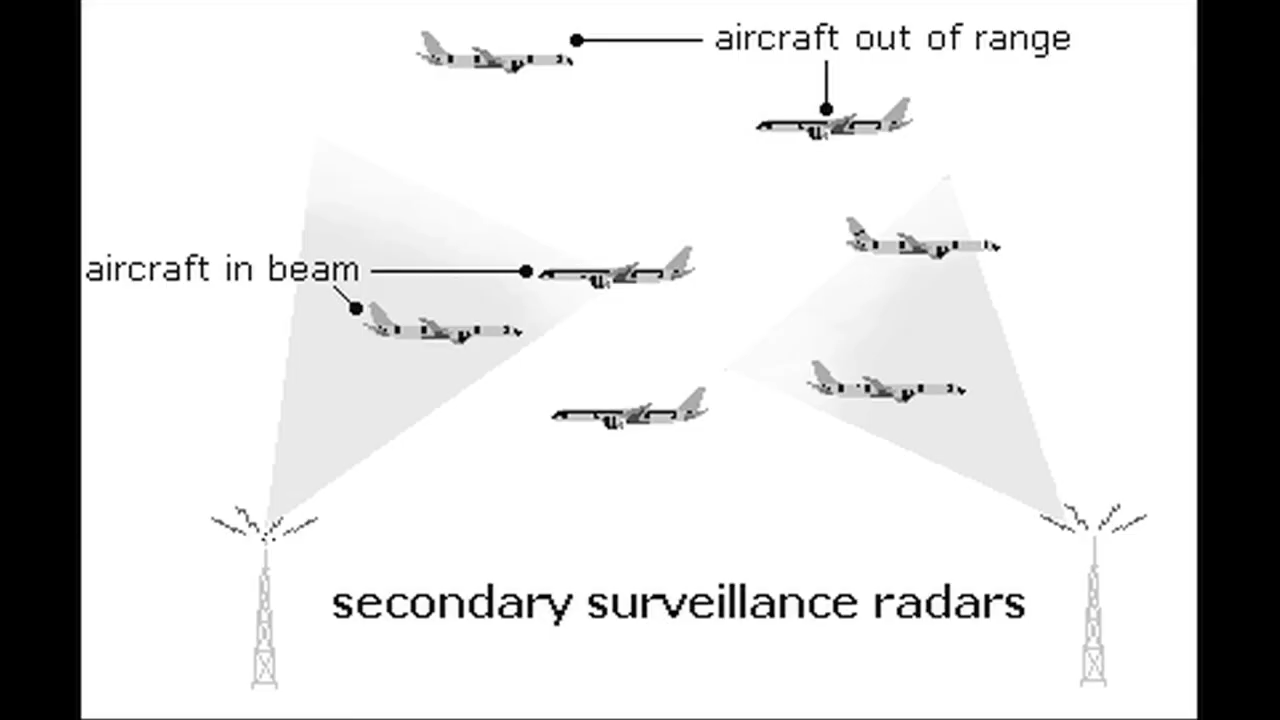 aircraft out of range
aircraft in beam
secondary surveillance radars